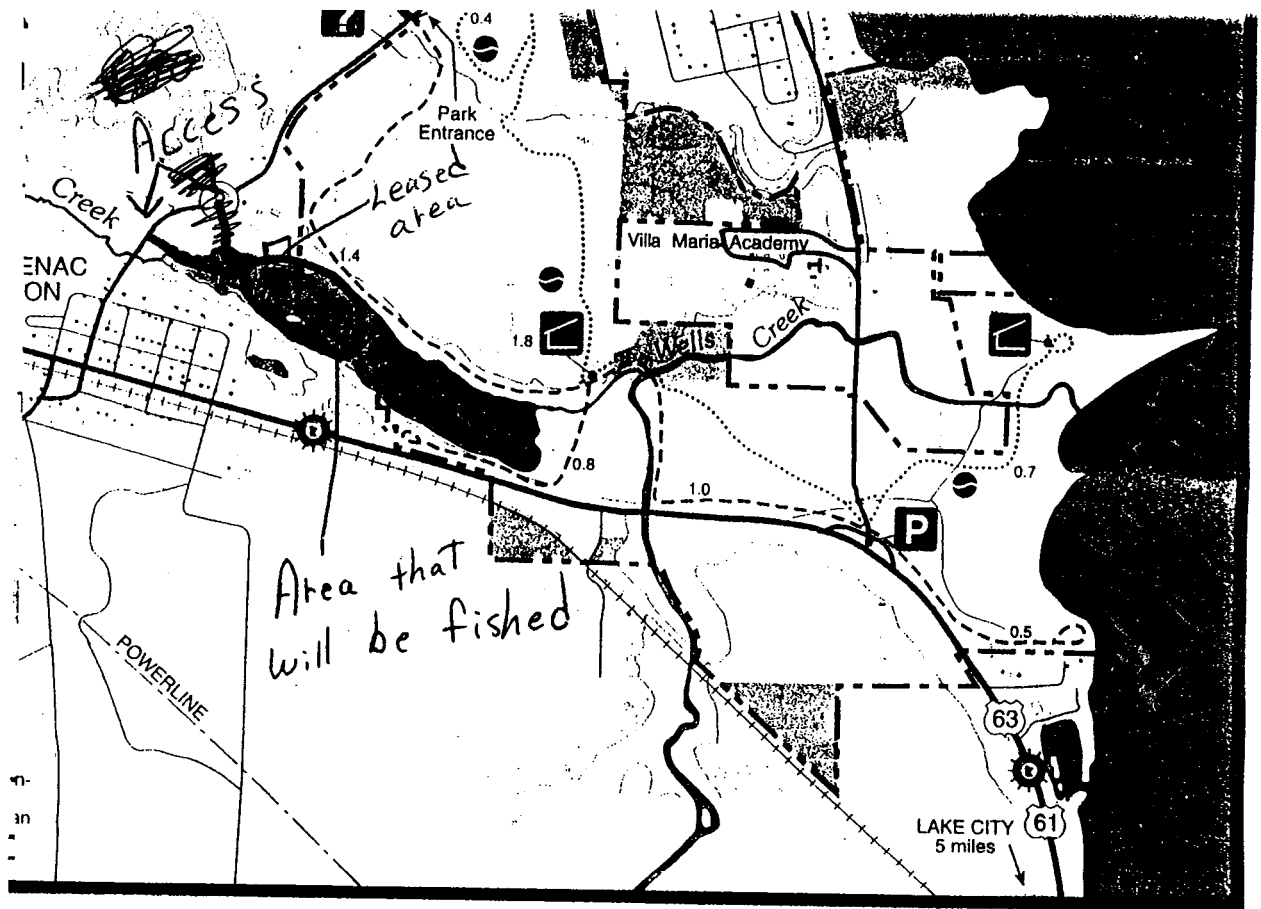 0.4
Park
Entrance
Access
Creek
Leased
area
1.4
ENAC
ON
Villa Maria Academy
1.8
Wells
Creek
0.8
1.0
0.7
P
Area that
will be fished
POWERLINE
0.5
63
61
LAKE CITY
5 miles
n-
an